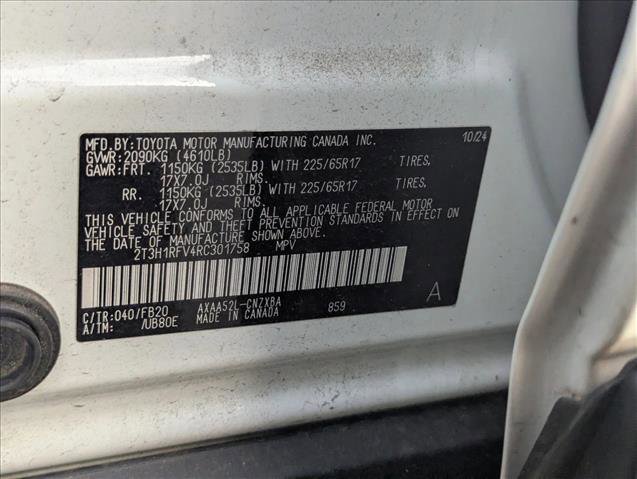 MFD.BY:TOYOTA MOTOR MANUFACTURING CANADA INC. 10/24
GVWR:2090KG (4610LB)
GAWR:FRT. 1150KG (2535LB) WITH 225/65R17 TIRES.
17X7.0J RIMS.
RR. 1150KG (2535LB) WITH 225/65R17 TIRES.
17X7.0J RIMS.
THIS VEHICLE CONFORMS TO ALL APPLICABLE FEDERAL MOTOR
VEHICLE SAFETY AND THEFT PREVENTION STANDARDS IN EFFECT ON
THE DATE OF MANUFACTURE SHOWN ABOVE.
2T3H1RFV4RC301758 MPV
C/TR:040/FB20 AXAA52L-CNZXBA 859 A
A/TM: /UB80E MADE IN CANADA